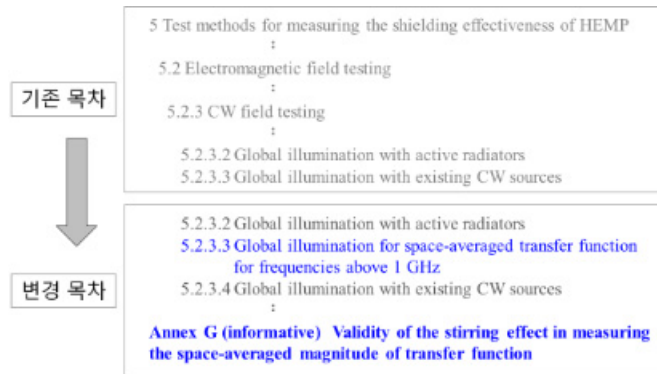 5 Test methods for measuring the shielding effectiveness of HEMP
:
5.2 Electromagnetic field testing
:
기존 목차
5.2.3 CW field testing
:
5.2.3.2 Global illumination with active radiators
5.2.3.3 Global illumination with existing CW sources
5.2.3.2 Global illumination with active radiators
5.2.3.3 Global illumination for space-averaged transfer function
for frequencies above 1 GHz
변경 목차
5.2.3.4 Global illumination with existing CW sources
:
Annex G (informative) Validity of the stirring effect in measuring
the space-averaged magnitude of transfer function